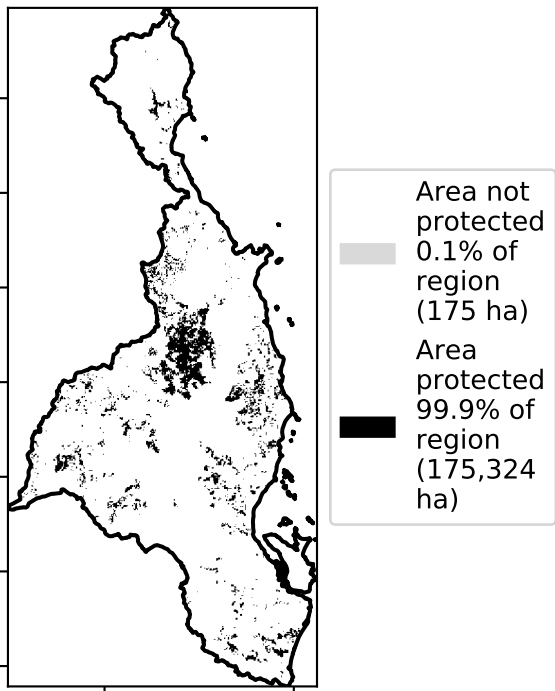 Area not
protected
0.1% of
region
(175 ha)
Area
protected
99.9% of
region
(175,324
ha)